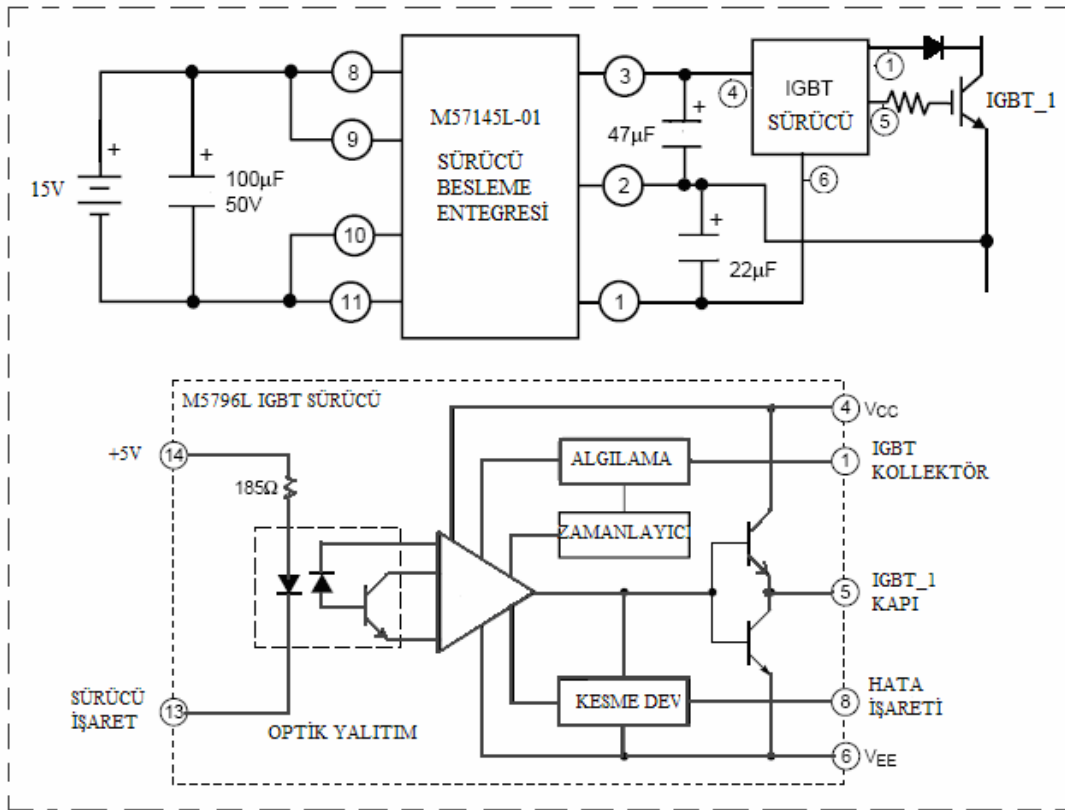 8
3
1
9
4
M57145L-01
IGBT
SÜRÜCÜ
5
IGBT_1
15V
+
+
100µF
50V
SÜRÜCÜ
BESLEME
ENTEGRESİ
47µF
+
2
6
10
+
22µF
11
1
M5796L IGBT SÜRÜCÜ
4
VCC
+5V
14
ALGILAMA
1
IGBT
KOLLEKTÖR
185Ω
ZAMANLAYICI
5
IGBT_1
KAPI
SÜRÜCÜ
İŞARET
13
OPTİK YALITIM
KESME DEV
8
HATA
İŞARETİ
6
VEE